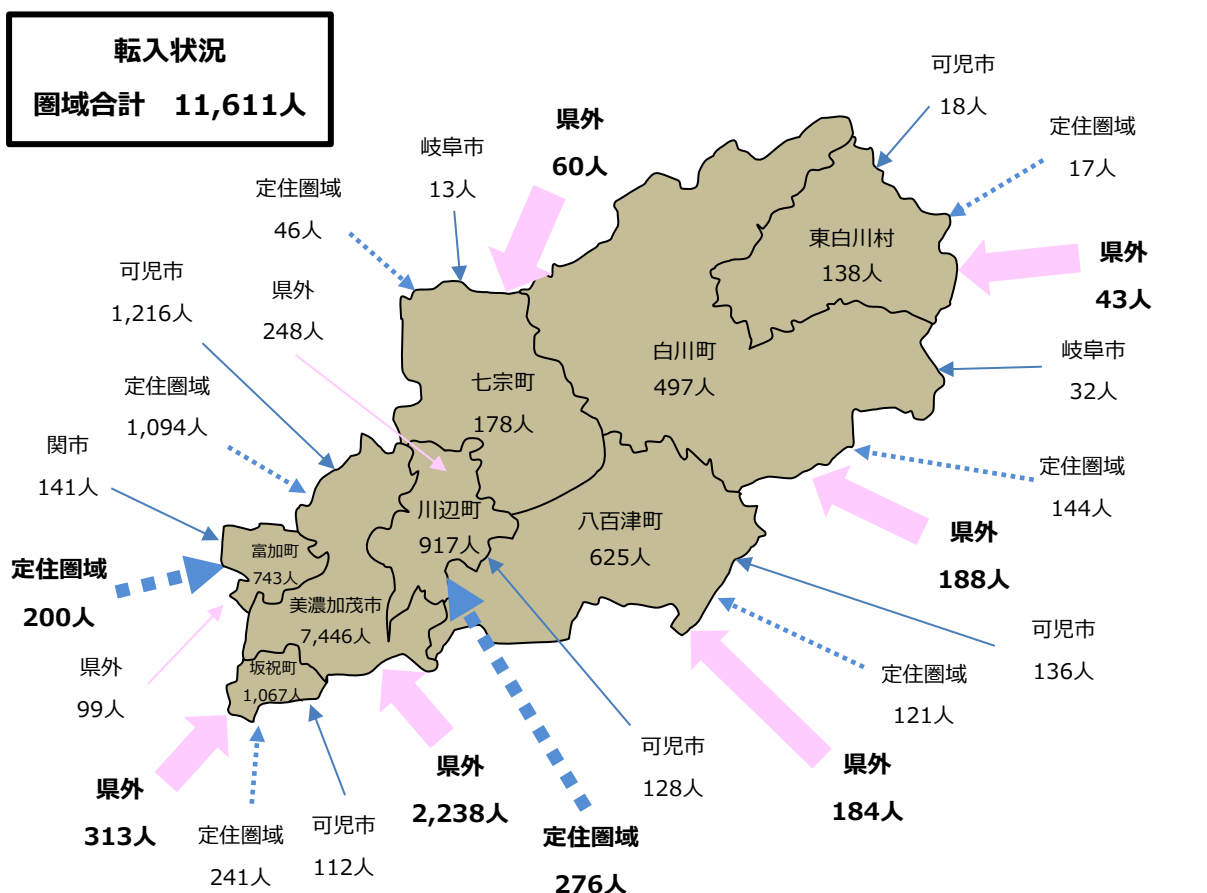 転入状況
圏域合計 11,611人
可児市
18人
定住圏域
17人
県外
60人
岐阜市
13人
定住圏域
46人
東白川村
138人
県外
43人
可児市
1,216人
県外
248人
白川町
497人
岐阜市
32人
七宗町
178人
定住圏域
1,094人
関市
141人
定住圏域
144人
川辺町
917人
八百津町
625人
県外
188人
富加町
743人
定住圏域
200人
美濃加茂市
7,446人
可児市
136人
坂祝町
1,067人
県外
99人
定住圏域
121人
可児市
128人
県外
184人
県外
2,238人
県外
313人
定住圏域
241人
可児市
112人
定住圏域
276人